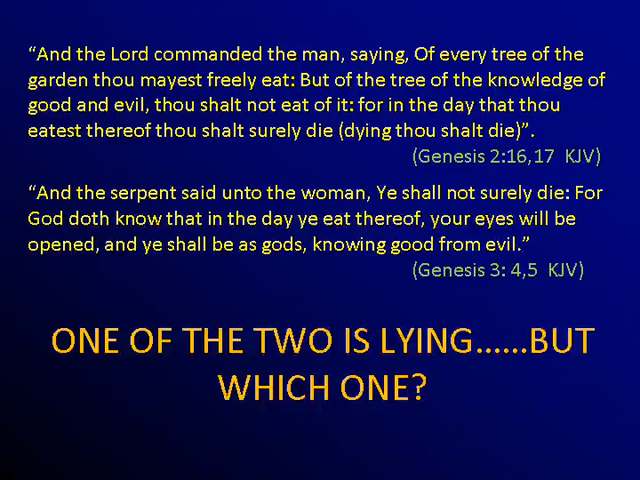 “And the Lord commanded the man, saying, Of every tree of the
garden thou mayest freely eat: But of the tree of the knowledge of
good and evil, thou shalt not eat of it: for in the day that thou
eatest thereof thou shalt surely die (dying thou shalt die)”.
(Genesis 2:16,17 KJV)
“And the serpent said unto the woman, Ye shall not surely die: For
God doth know that in the day ye eat thereof, your eyes will be
opened, and ye shall be as gods, knowing good from evil.”
(Genesis 3: 4,5 KJV)
ONE OF THE TWO IS LYING……BUT
WHICH ONE?